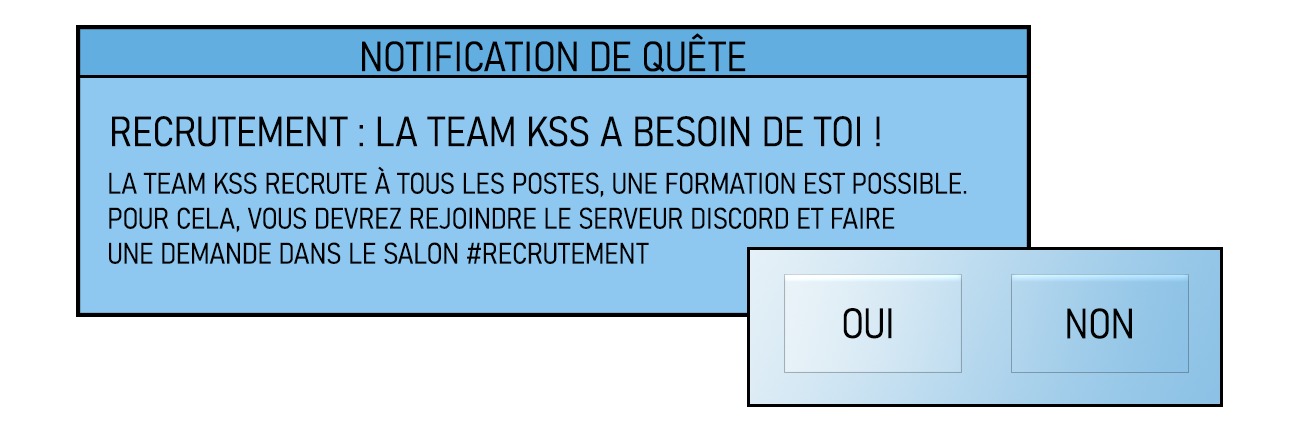 NOTIFICATION DE QUÊTE
RECRUTEMENT : LA TEAM KSS A BESOIN DE TOI !
LA TEAM KSS RECRUTE À TOUS LES POSTES, UNE FORMATION EST POSSIBLE.
POUR CELA, VOUS DEVREZ REJOINDRE LE SERVEUR DISCORD ET FAIRE
UNE DEMANDE DANS LE SALON #RECRUTEMENT
OUI
NON